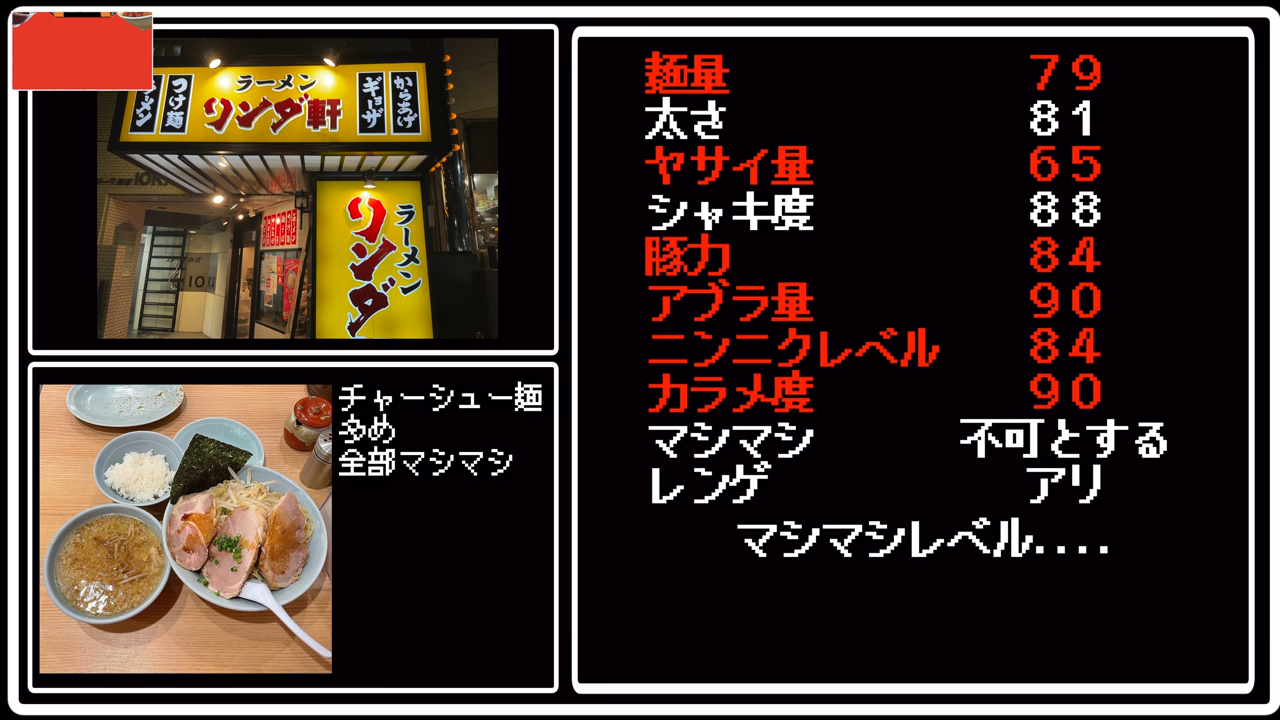 ラーメン
リンダ軒
つけ麺
ギョーザ
からあげ
ラーメン
リンダ
チャーシュー麺
少め
全部マシマシ
麺量 79
太さ 81
ヤサイ量 65
シャキ度 88
豚力 84
アブラ量 90
ニンニクレベル 84
カラメ度 90
マシマシ 不可とする
レンゲ アリ
マシマシレベル....